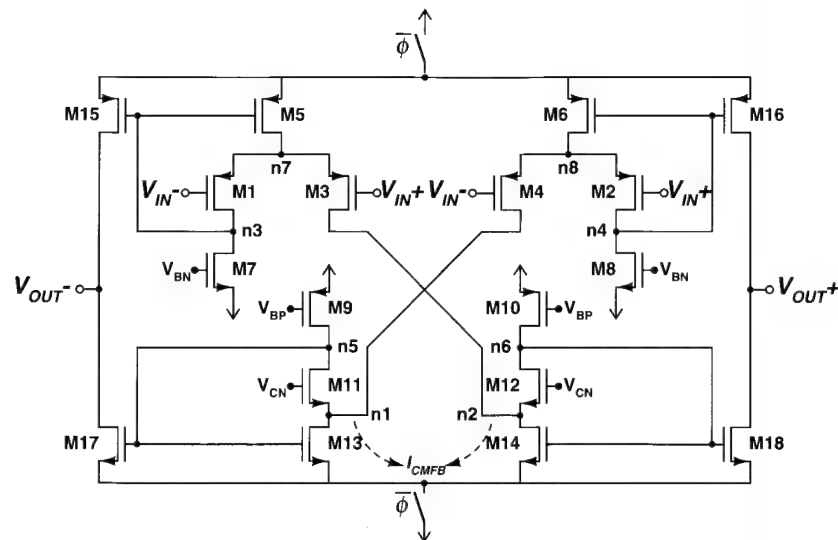 ϕ̅
M15
M5
M6
M16
n7
n8
V_IN-
M1
M3
V_IN+
V_IN-
M4
M2
V_IN+
n3
n4
V_BN
M7
M8
V_BN
V_OUT-
V_BP
M9
M10
V_BP
V_OUT+
n5
n6
V_CN
M11
M12
V_CN
n1
n2
M17
M13
M14
M18
I_CMFB
ϕ̅